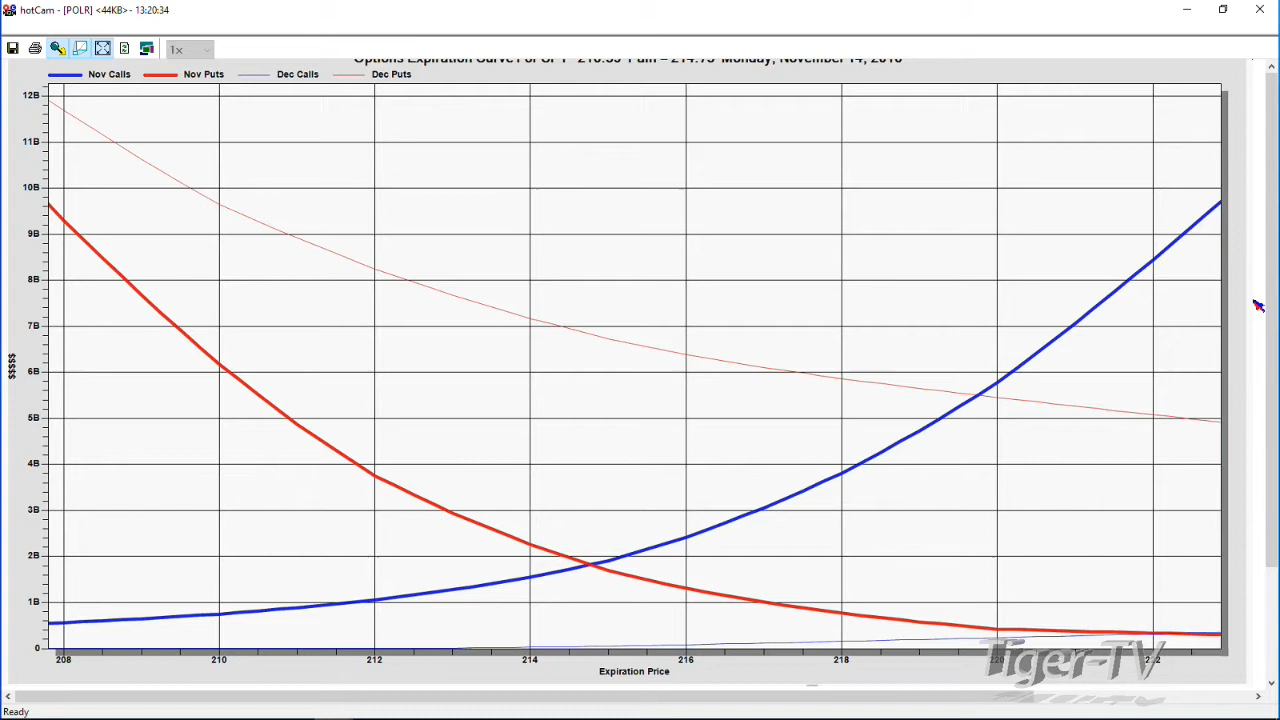 hotCam - [POLR] <44KB> - 13:20:34
1x
Nov Calls Nov Puts Dec Calls Dec Puts
12B
11B
10B
9B
8B
7B
6B
5B
4B
3B
2B
1B
0
$$$$$
208 210 212 214 216 218 220
Expiration Price
Tiger-TV
Ready